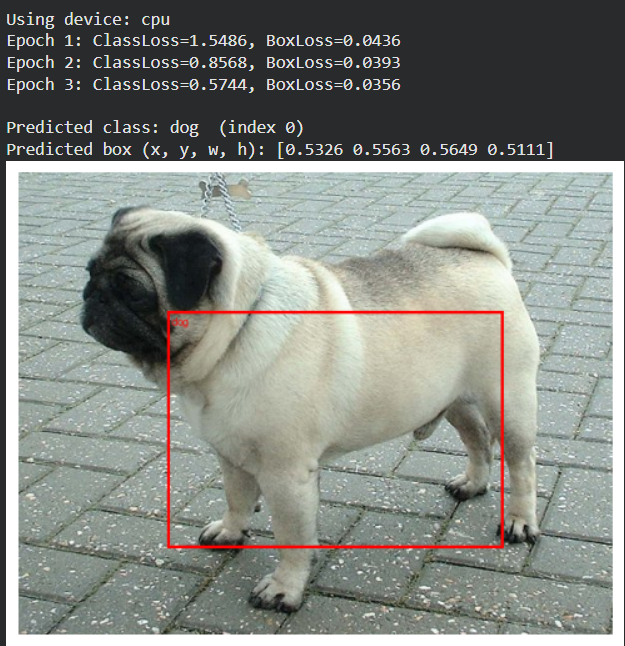 Using device: cpu
Epoch 1: ClassLoss=1.5486, BoxLoss=0.0436
Epoch 2: ClassLoss=0.8568, BoxLoss=0.0393
Epoch 3: ClassLoss=0.5744, BoxLoss=0.0356
Predicted class: dog  (index 0)
Predicted box (x, y, w, h): [0.5326 0.5563 0.5649 0.5111]
dog